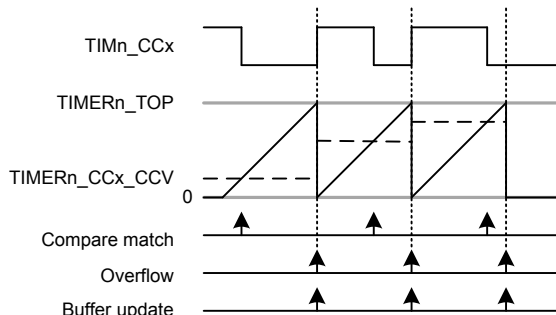 TIMn_CCx
TIMERn_TOP
TIMERn_CCx_CCV
0
Compare match
Overflow
Buffer update